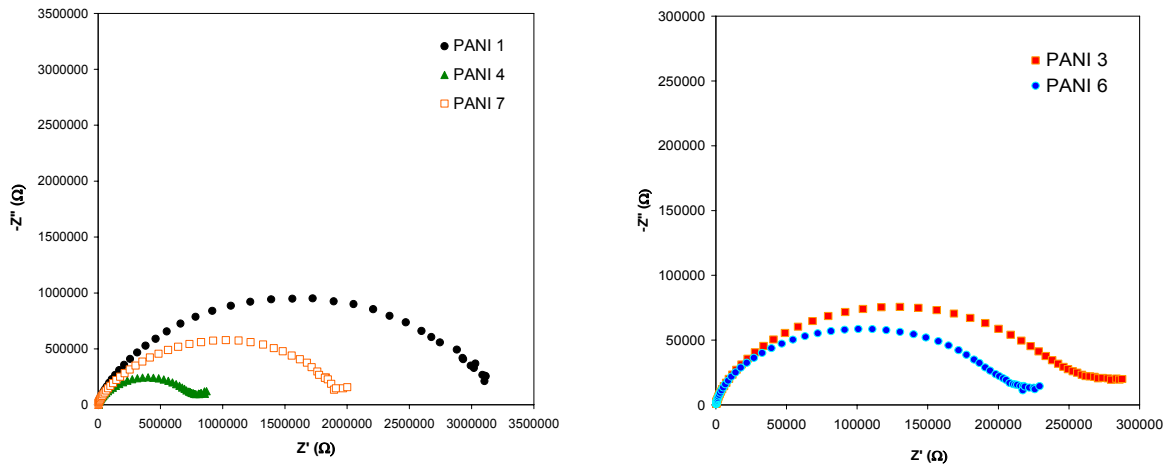 3500000
3000000
2500000
2000000
1500000
1000000
500000
0
-Z" (Ω)
PANI 1
PANI 4
PANI 7
0 500000 1000000 1500000 2000000 2500000 3000000 3500000
Z' (Ω)
300000
250000
200000
150000
100000
50000
0
-Z" (Ω)
PANI 3
PANI 6
0 50000 100000 150000 200000 250000 300000
Z' (Ω)